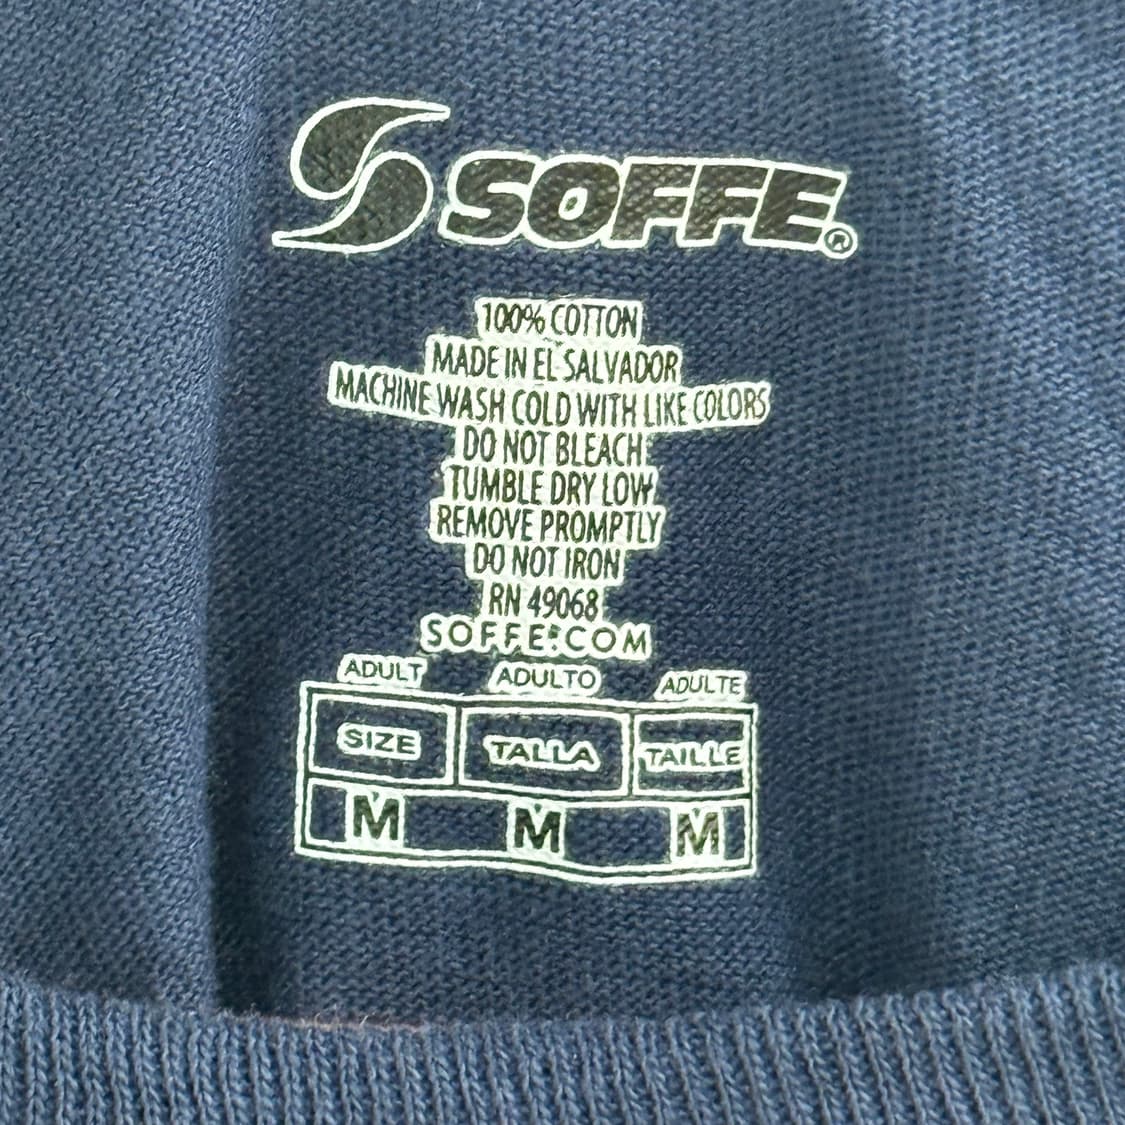 SOFFE®
100% COTTON
MADE IN EL SALVADOR
MACHINE WASH COLD WITH LIKE COLORS
DO NOT BLEACH
TUMBLE DRY LOW
REMOVE PROMPTLY
DO NOT IRON
RN 49068
SOFFE.COM
ADULT ADULTO ADULTE
SIZE TALLA TAILLE
M M M